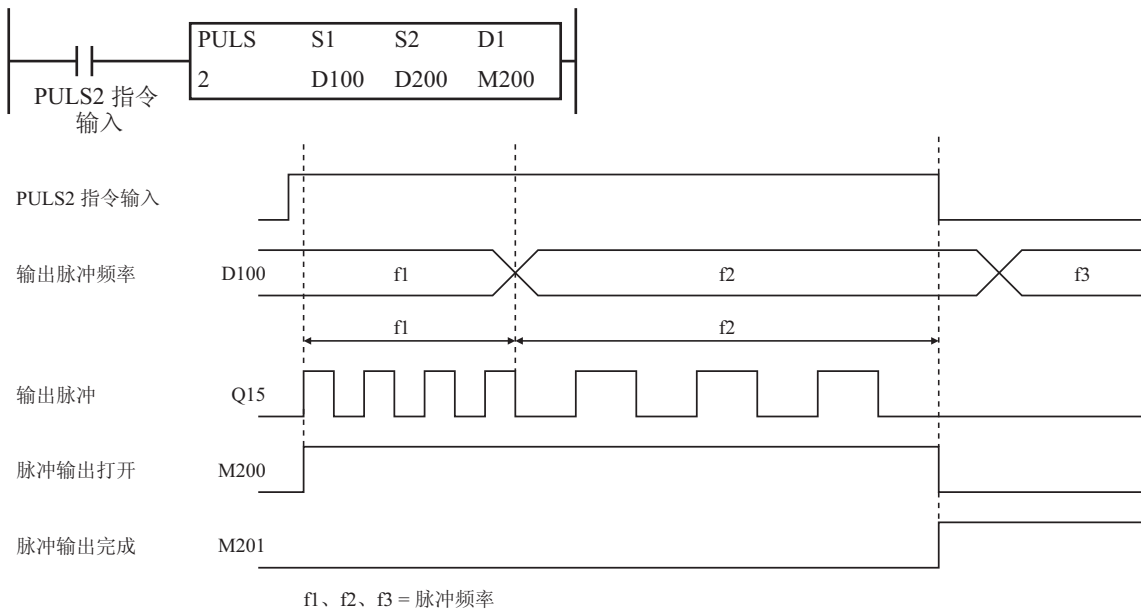 PULS S1 S2 D1
2 D100 D200 M200
PULS2 指令
输入
PULS2 指令输入
输出脉冲频率 D100 f1 f2 f3
f1 f2
输出脉冲 Q15
脉冲输出打开 M200
脉冲输出完成 M201
f1、f2、f3 = 脉冲频率